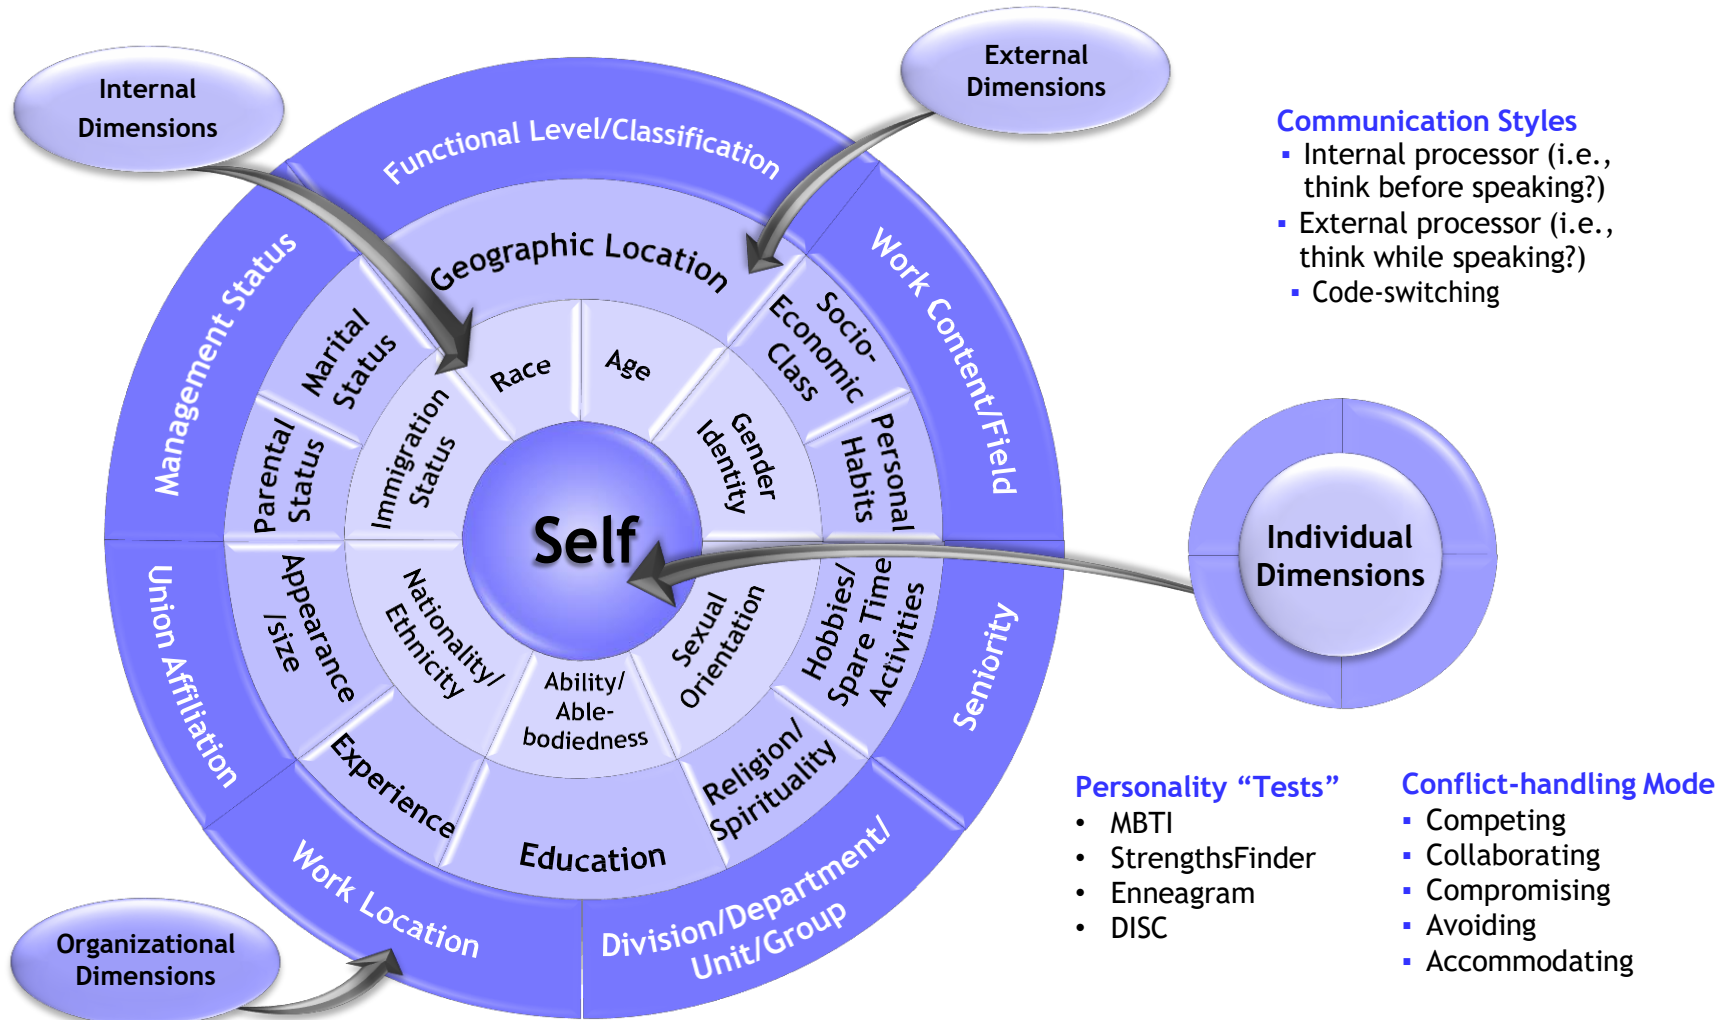 Internal
Dimensions
External
Dimensions
Functional Level/Classification
Geographic Location
Management Status
Work Content/Field
Marital
Status
Race
Age
Socio-
Economic
Class
Parental
Status
Immigration
Status
Gender
Identity
Personal
Habits
Self
Union Affiliation
Appearance
/size
Nationality/
Ethnicity
Ability/
Able-
bodiedness
Sexual
Orientation
Hobbies/
Spare Time
Activities
Seniority
Experience
Education
Religion/
Spirituality
Work Location
Division/Department/
Unit/Group
Organizational
Dimensions
Communication Styles
▪ Internal processor (i.e.,
think before speaking?)
▪ External processor (i.e.,
think while speaking?)
▪ Code-switching
Individual
Dimensions
Personality “Tests”
• MBTI
• StrengthsFinder
• Enneagram
• DISC
Conflict-handling Mode
▪ Competing
▪ Collaborating
▪ Compromising
▪ Avoiding
▪ Accommodating